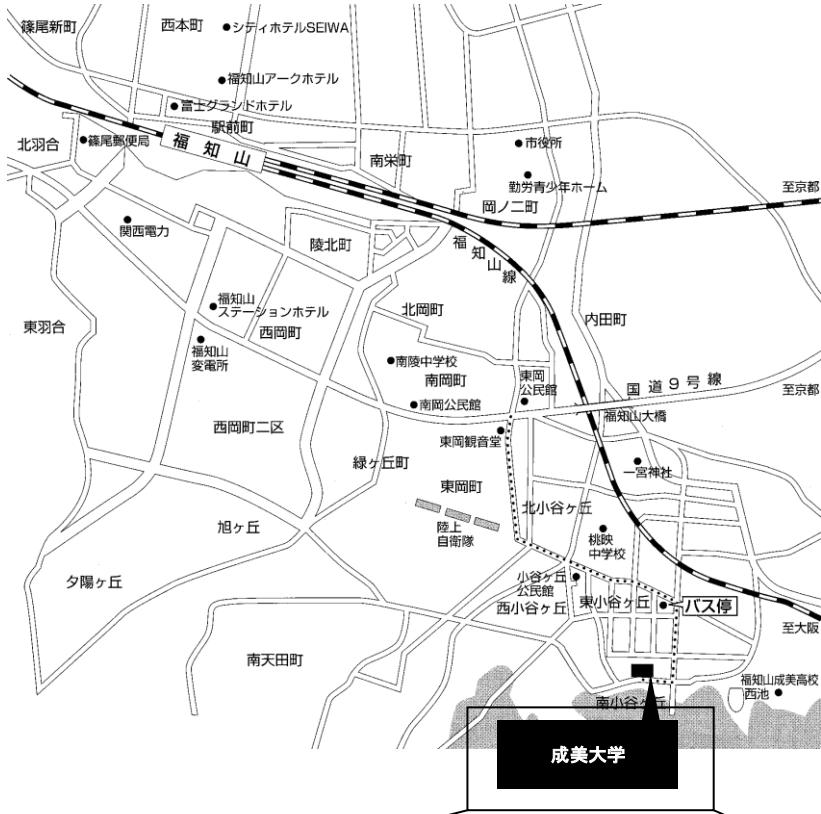 篠尾新町
西本町
シティホテルSEIWA
福知山アークホテル
富士グランドホテル
駅前町
北羽合
篠尾郵便局
福知山
南栄町
市役所
勤労青少年ホーム
至京都
岡ノ二町
関西電力
陵北町
福知山線
福知山
ステーションホテル
北岡町
内田町
東羽合
西岡町
福知山
変電所
南陵中学校
南岡町
東岡
公民館
国道9号線
至京都
南岡公民館
福知山大橋
西岡町二区
東岡観音堂
緑ヶ丘町
一宮神社
東岡町
北小谷ヶ丘
旭ヶ丘
陸上
自衛隊
桃映
中学校
夕陽ヶ丘
小谷ヶ丘
公民館
西小谷ヶ丘
東小谷ヶ丘
バス停
至大阪
南天田町
福知山成美高校
西池
南小谷ヶ丘
成美大学